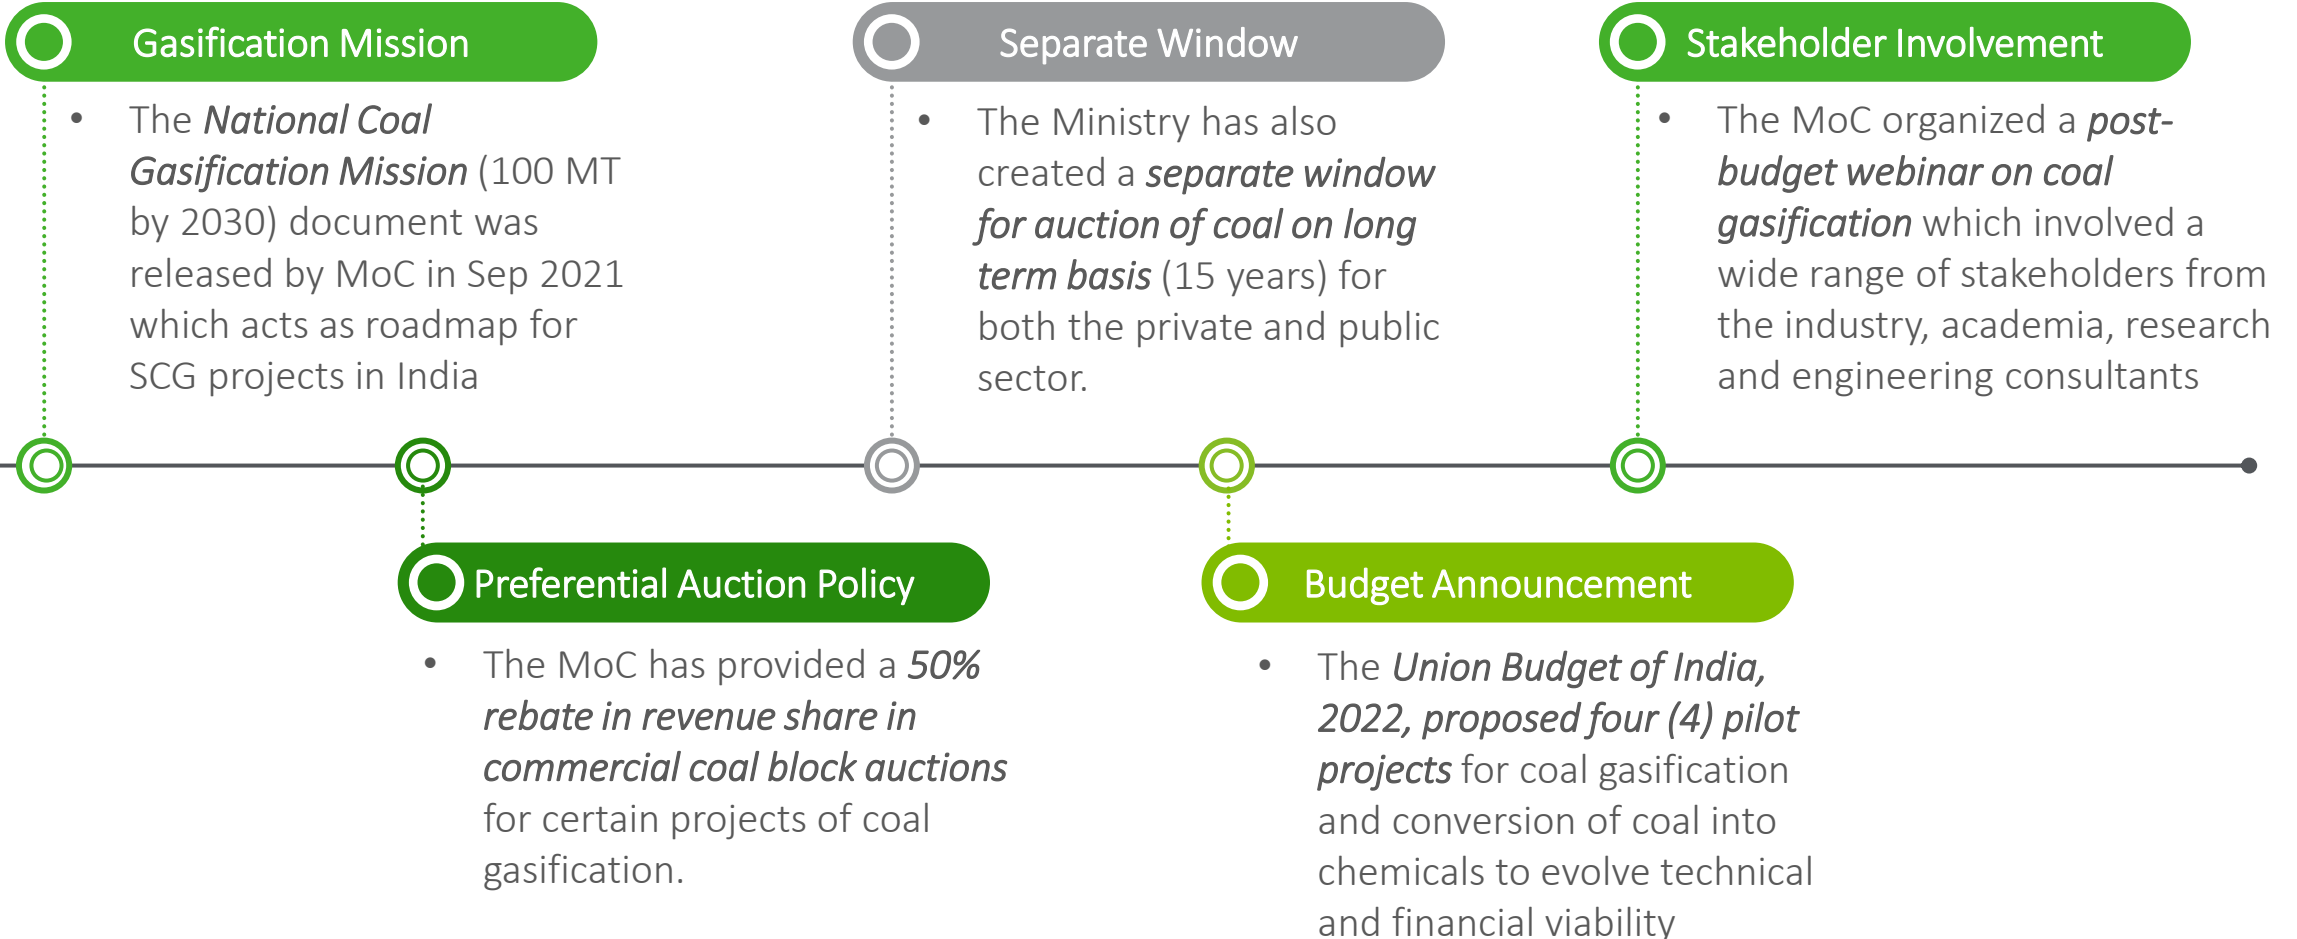 Gasification Mission
• The National Coal
Gasification Mission (100 MT
by 2030) document was
released by MoC in Sep 2021
which acts as roadmap for
SCG projects in India
Preferential Auction Policy
• The MoC has provided a 50%
rebate in revenue share in
commercial coal block auctions
for certain projects of coal
gasification.
Separate Window
• The Ministry has also
created a separate window
for auction of coal on long
term basis (15 years) for
both the private and public
sector.
Budget Announcement
• The Union Budget of India,
2022, proposed four (4) pilot
projects for coal gasification
and conversion of coal into
chemicals to evolve technical
and financial viability
Stakeholder Involvement
• The MoC organized a post-
budget webinar on coal
gasification which involved a
wide range of stakeholders from
the industry, academia, research
and engineering consultants